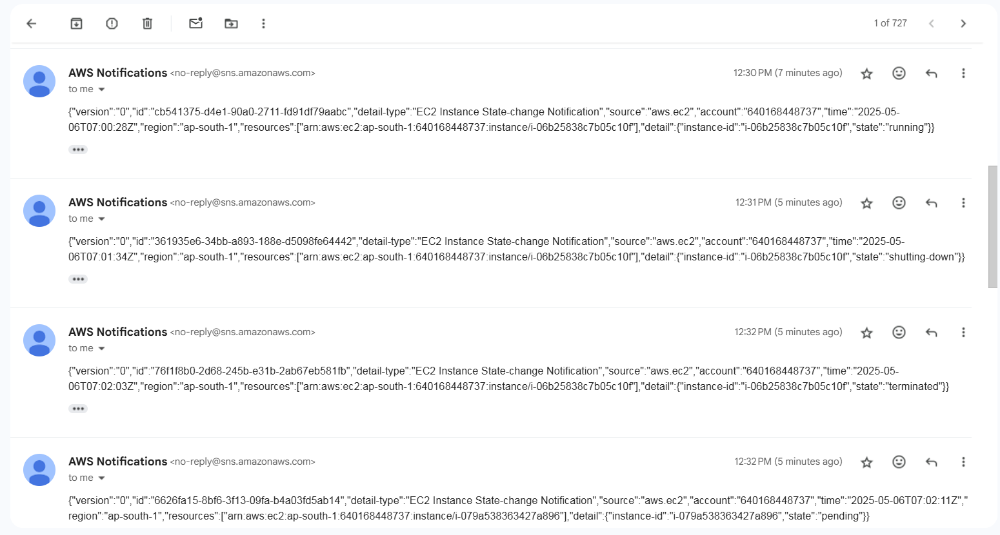 1 of 727
AWS Notifications <no-reply@sns.amazonaws.com> 12:30 PM (7 minutes ago)
to me
{"version":"0","id":"cb541375-d4e1-90a0-2711-fd91df79aabc","detail-type":"EC2 Instance State-change Notification","source":"aws.ec2","account":"640168448737","time":"2025-05-
06T07:00:28Z","region":"ap-south-1","resources":["arn:aws:ec2:ap-south-1:640168448737:instance/i-06b25838c7b05c10f"],"detail":{"instance-id":"i-06b25838c7b05c10f","state":"running"}}
AWS Notifications <no-reply@sns.amazonaws.com> 12:31 PM (5 minutes ago)
to me
{"version":"0","id":"361935e6-34bb-a893-188e-d5098fe64442","detail-type":"EC2 Instance State-change Notification","source":"aws.ec2","account":"640168448737","time":"2025-05-
06T07:01:34Z","region":"ap-south-1","resources":["arn:aws:ec2:ap-south-1:640168448737:instance/i-06b25838c7b05c10f"],"detail":{"instance-id":"i-06b25838c7b05c10f","state":"shutting-down"}}
AWS Notifications <no-reply@sns.amazonaws.com> 12:32 PM (5 minutes ago)
to me
{"version":"0","id":"76f1f8b0-2d68-245b-e31b-2ab67eb581fb","detail-type":"EC2 Instance State-change Notification","source":"aws.ec2","account":"640168448737","time":"2025-05-
06T07:02:03Z","region":"ap-south-1","resources":["arn:aws:ec2:ap-south-1:640168448737:instance/i-06b25838c7b05c10f"],"detail":{"instance-id":"i-06b25838c7b05c10f","state":"terminated"}}
AWS Notifications <no-reply@sns.amazonaws.com> 12:32 PM (5 minutes ago)
to me
{"version":"0","id":"6626fa15-8bf6-3f13-09fa-b4a03fd5ab14","detail-type":"EC2 Instance State-change Notification","source":"aws.ec2","account":"640168448737","time":"2025-05-06T07:02:11Z","
region":"ap-south-1","resources":["arn:aws:ec2:ap-south-1:640168448737:instance/i-079a538363427a896"],"detail":{"instance-id":"i-079a538363427a896","state":"pending"}}